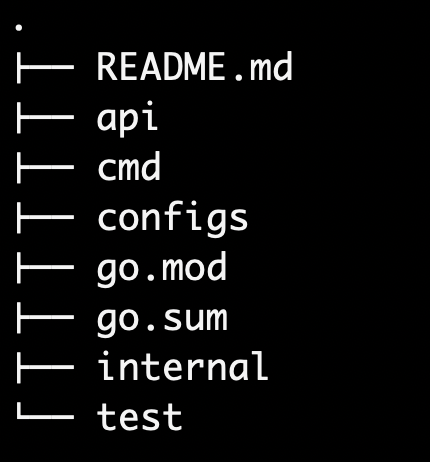 .
├── README.md
├── api
├── cmd
├── configs
├── go.mod
├── go.sum
├── internal
└── test